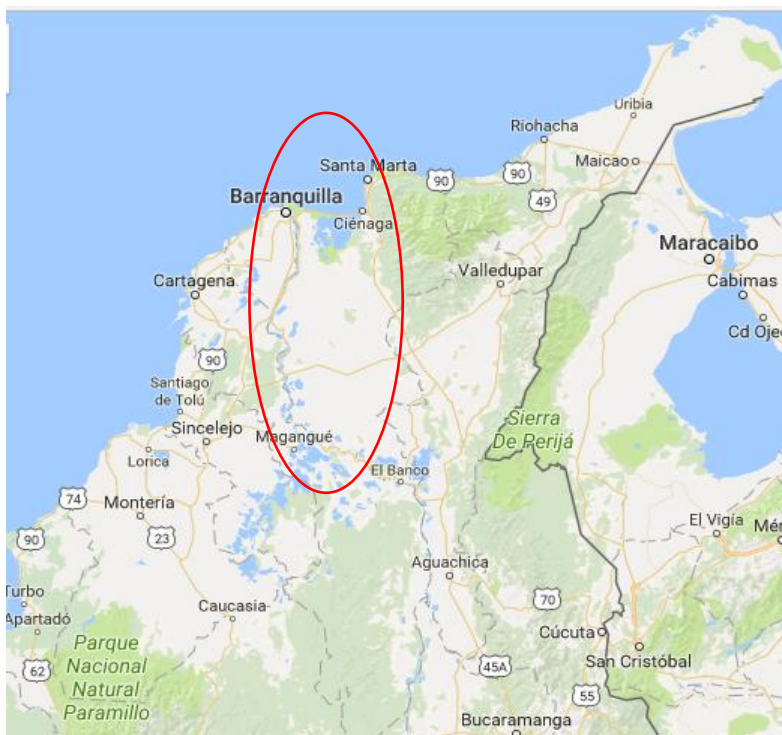 Uribia
Riohacha
Maicao
Santa Marta
90
90
49
Barranquilla
Ciénaga
Maracaibo
Valledupar
Cartagena
Cabimas
Cd Oje
90
Santiago
de Tolú
Sincelejo
Sierra
De Perijá
Magangué
Lorica
El Banco
74
Montería
El Vigía
Mér
90
23
Aguachica
Turbo
Caucasia
70
Apartadó
Cúcuta
Parque
Nacional
Natural
Paramillo
62
45A
San Cristóbal
55
Bucaramanga